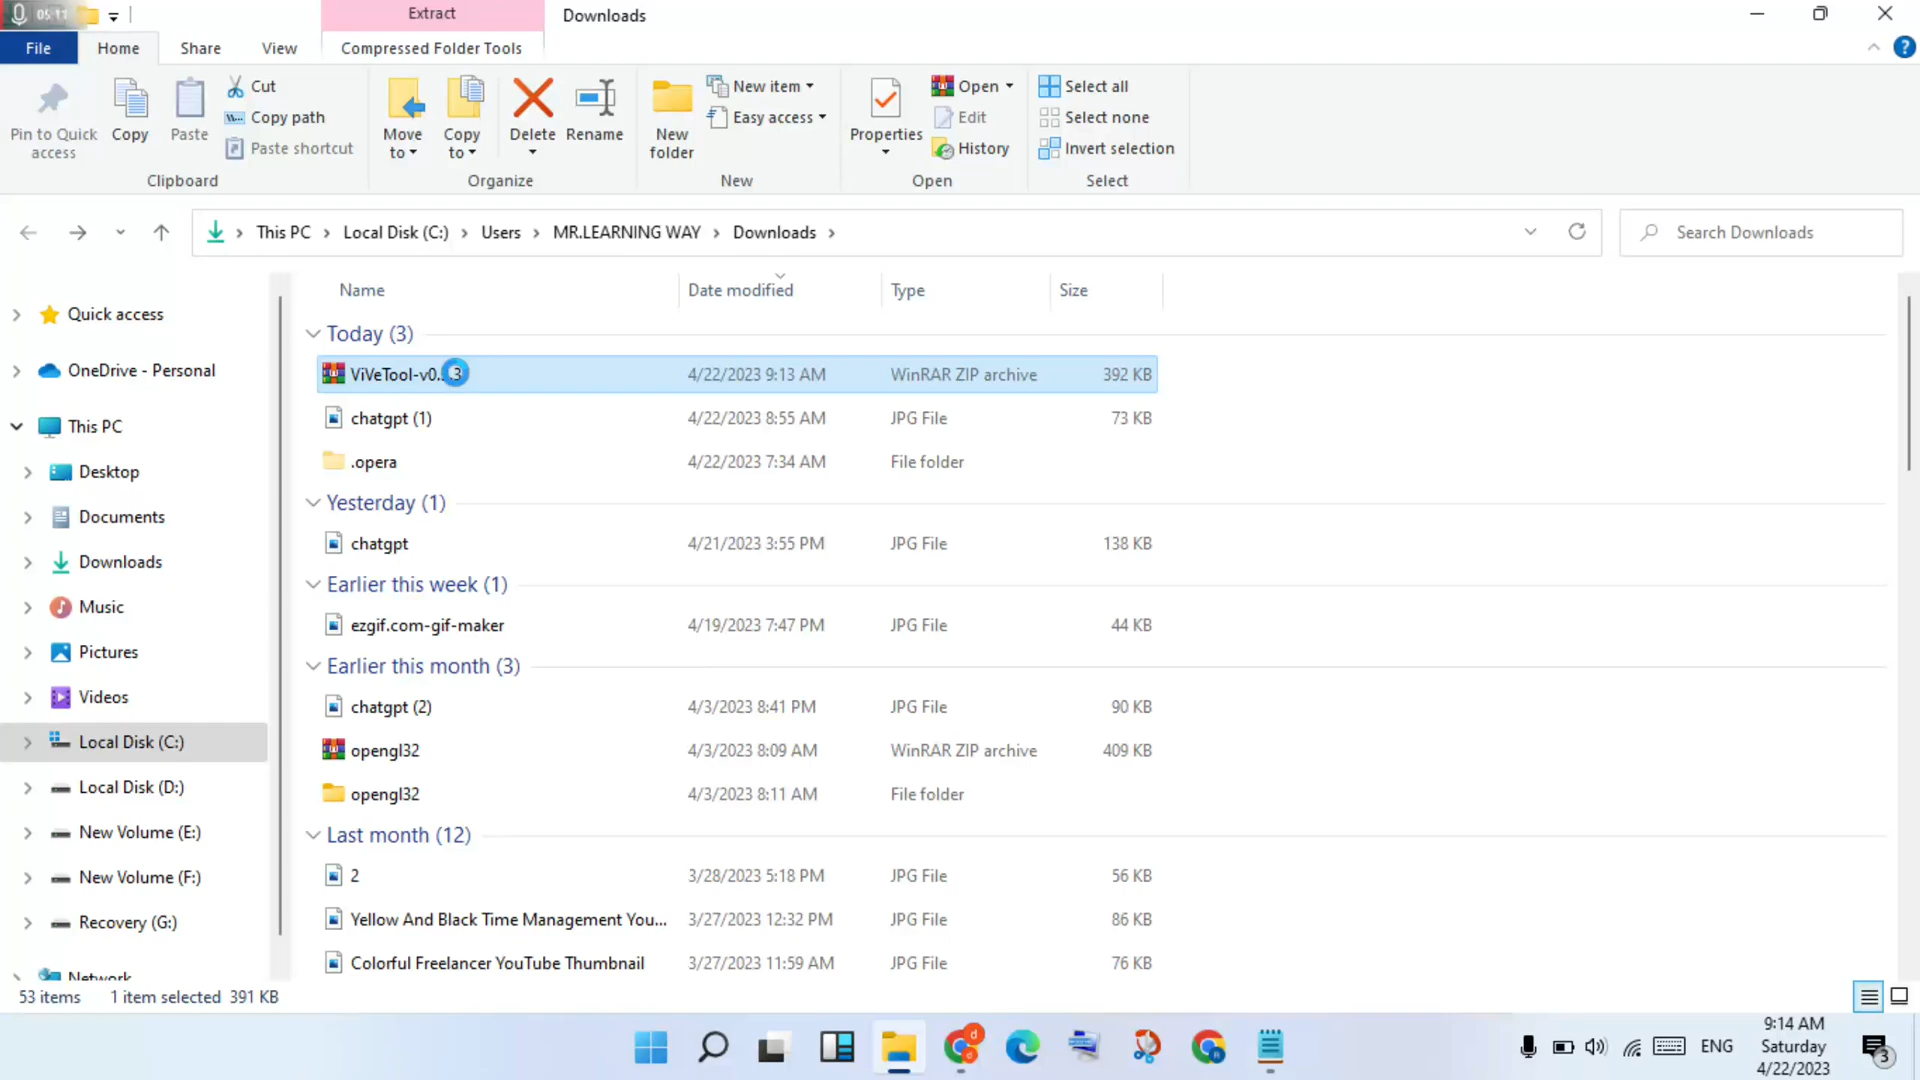 05:11
Extract
Downloads
File
Home
Share
View
Compressed Folder Tools
Pin to Quick access
Copy
Paste
Cut
Copy path
Paste shortcut
Clipboard
Move to
Copy to
Delete
Rename
Organize
New folder
New item
Easy access
New
Properties
Open
Edit
History
Open
Select all
Select none
Invert selection
Select
This PC > Local Disk (C:) > Users > MR.LEARNING WAY > Downloads >
Search Downloads
Quick access
OneDrive - Personal
This PC
Desktop
Documents
Downloads
Music
Pictures
Videos
Local Disk (C:)
Local Disk (D:)
New Volume (E:)
New Volume (F:)
Recovery (G:)
Network
Name Date modified Type Size
Today (3)
ViVeTool-v0. .3 4/22/2023 9:13 AM WinRAR ZIP archive 392 KB
chatgpt (1) 4/22/2023 8:55 AM JPG File 73 KB
.opera 4/22/2023 7:34 AM File folder
Yesterday (1)
chatgpt 4/21/2023 3:55 PM JPG File 138 KB
Earlier this week (1)
ezgif.com-gif-maker 4/19/2023 7:47 PM JPG File 44 KB
Earlier this month (3)
chatgpt (2) 4/3/2023 8:41 PM JPG File 90 KB
opengl32 4/3/2023 8:09 AM WinRAR ZIP archive 409 KB
opengl32 4/3/2023 8:11 AM File folder
Last month (12)
2 3/28/2023 5:18 PM JPG File 56 KB
Yellow And Black Time Management You... 3/27/2023 12:32 PM JPG File 86 KB
Colorful Freelancer YouTube Thumbnail 3/27/2023 11:59 AM JPG File 76 KB
53 items 1 item selected 391 KB
ENG
9:14 AM
Saturday
4/22/2023
3